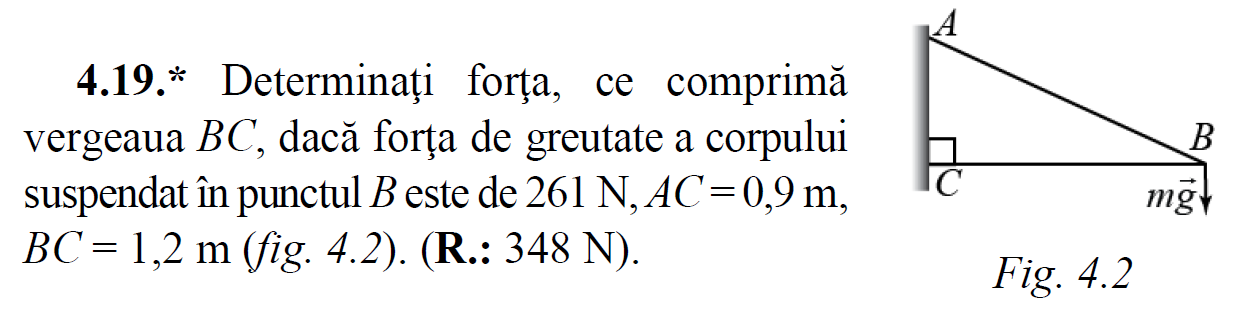 4.19.* Determinaţi forţa, ce comprimă
vergeaua BC, dacă forţa de greutate a corpului
suspendat în punctul B este de 261 N, AC = 0,9 m,
BC = 1,2 m (fig. 4.2). (R.: 348 N).
A
B
C
mg⃗
Fig. 4.2